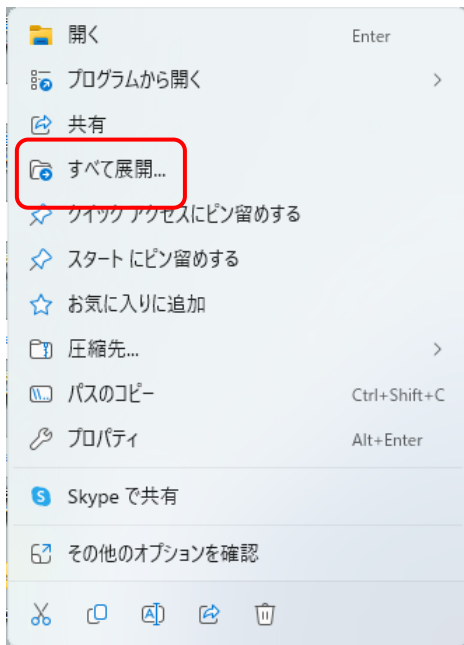 開く Enter
プログラムから開く
共有
すべて展開...
クイック アクセスにピン留めする
スタート にピン留めする
お気に入りに追加
圧縮先...
パスのコピー Ctrl+Shift+C
プロパティ Alt+Enter
Skype で共有
その他のオプションを確認